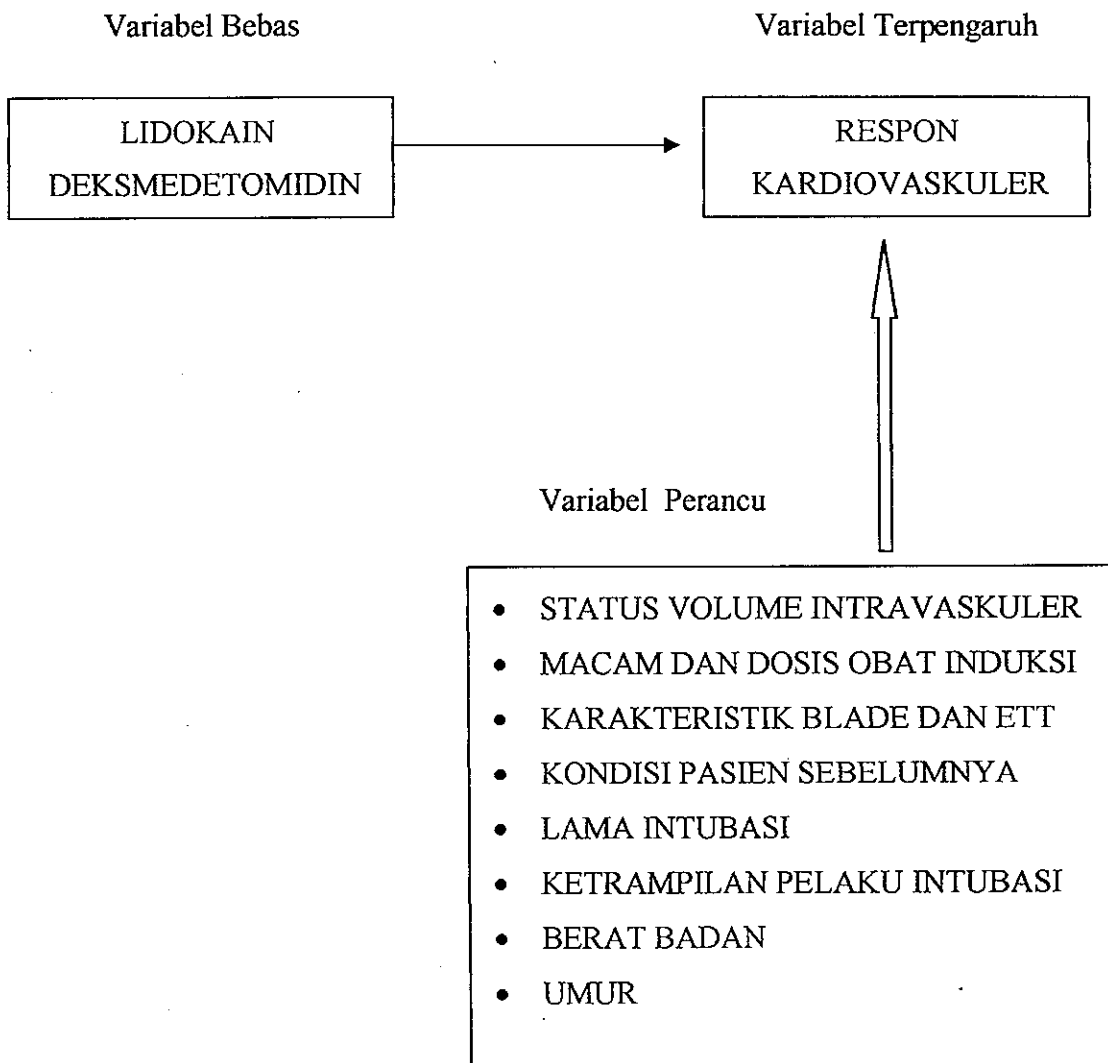 Variabel Bebas
Variabel Terpengaruh
LIDOKAIN
DEKSMEDETOMIDIN
RESPON
KARDIOVASKULER
Variabel Perancu
• STATUS VOLUME INTRAVASKULER
• MACAM DAN DOSIS OBAT INDUKSI
• KARAKTERISTIK BLADE DAN ETT
• KONDISI PASIEN SEBELUMNYA
• LAMA INTUBASI
• KETRAMPILAN PELAKU INTUBASI
• BERAT BADAN
• UMUR